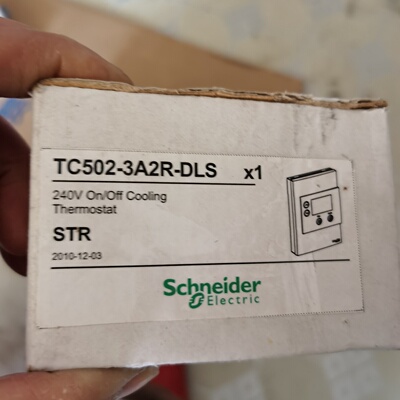 TC502-3A2R-DLS x1
240V On/Off Cooling
Thermostat
STR
2010-12-03
Schneider
Electric